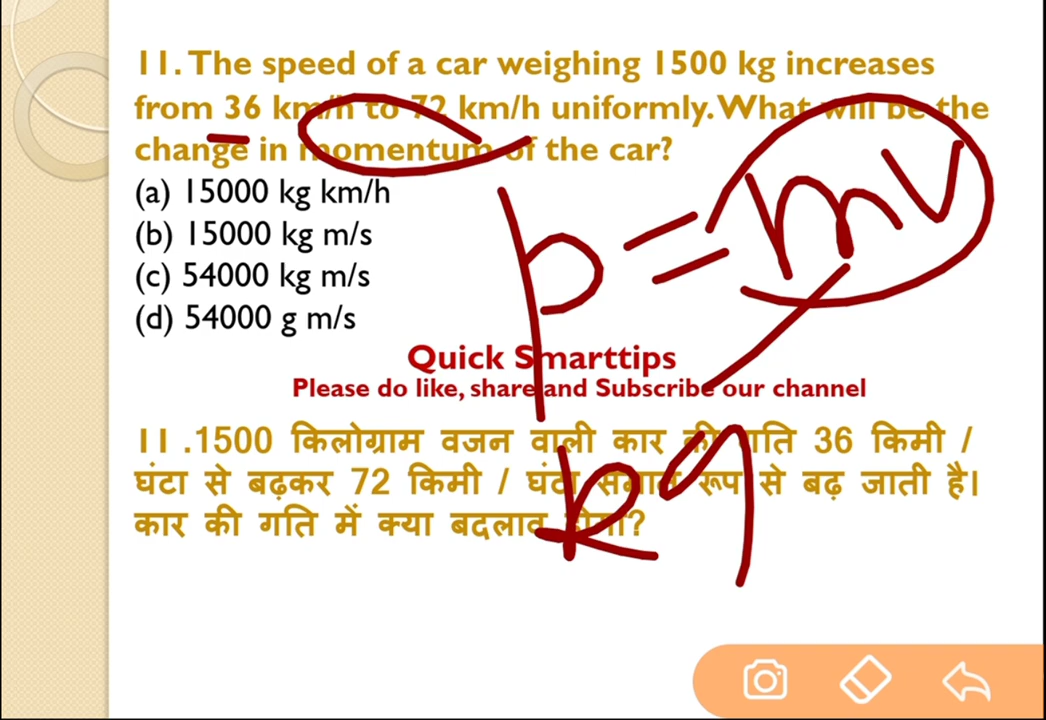 11. The speed of a car weighing 1500 kg increases
from 36 km/h to 72 km/h uniformly. What will be the
change in momentum of the car?
(a) 15000 kg km/h
(b) 15000 kg m/s
(c) 54000 kg m/s
(d) 54000 g m/s
p = mv
Quick Smarttips
Please do like, share and Subscribe our channel
11 .1500 किलोग्राम वजन वाली कार की गति 36 किमी /
घंटा से बढ़कर 72 किमी / घंटा समान रूप से बढ़ जाती है।
कार की गति में क्या बदलाव होगा?
kg